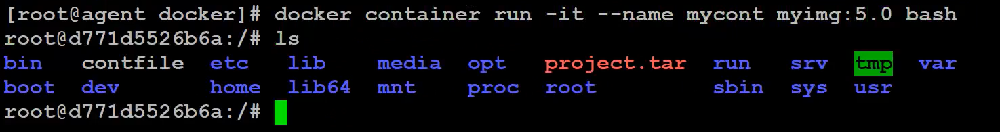 [root@agent docker]# docker container run -it --name mycont myimg:5.0 bash
root@d771d5526b6a:/# ls
bin contfile etc lib media opt project.tar run srv tmp var
boot dev home lib64 mnt proc root sbin sys usr
root@d771d5526b6a:/#